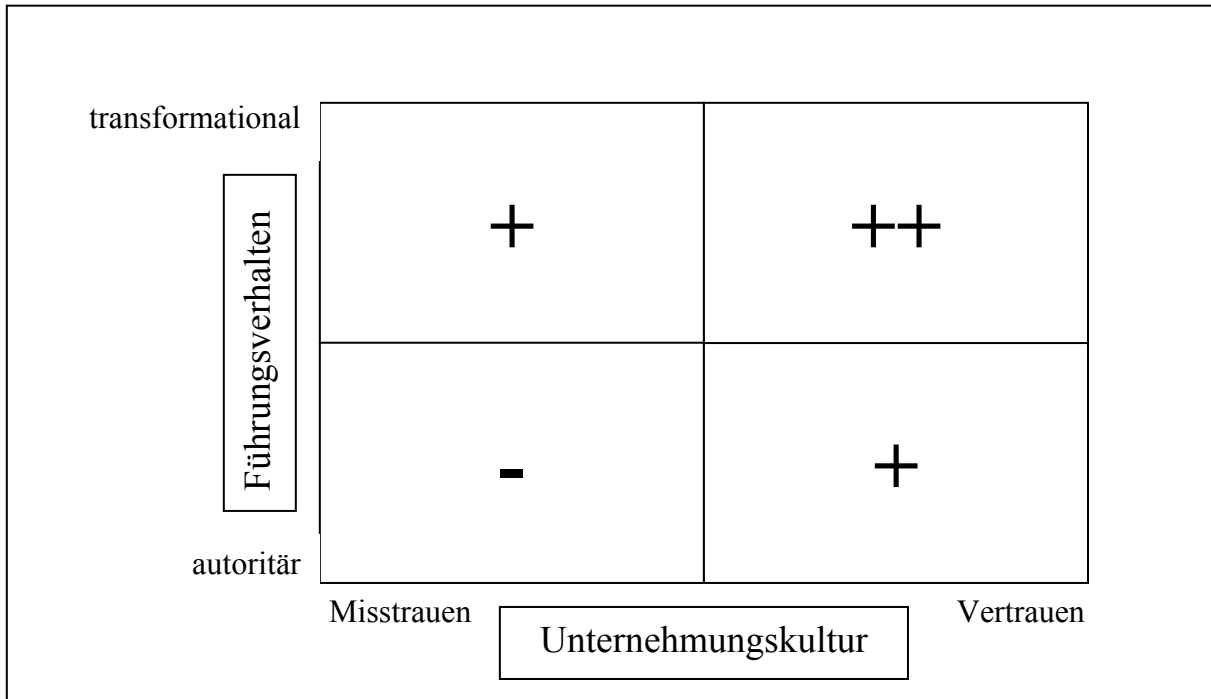 transformational
+
++
Führungsverhalten
-
+
autoritär
Misstrauen
Vertrauen
Unternehmungskultur